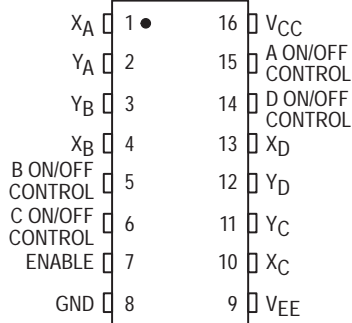 XA 1 16 VCC
YA 2 15 A ON/OFF CONTROL
YB 3 14 D ON/OFF CONTROL
XB 4 13 XD
B ON/OFF CONTROL 5 12 YD
C ON/OFF CONTROL 6 11 YC
ENABLE 7 10 XC
GND 8 9 VEE